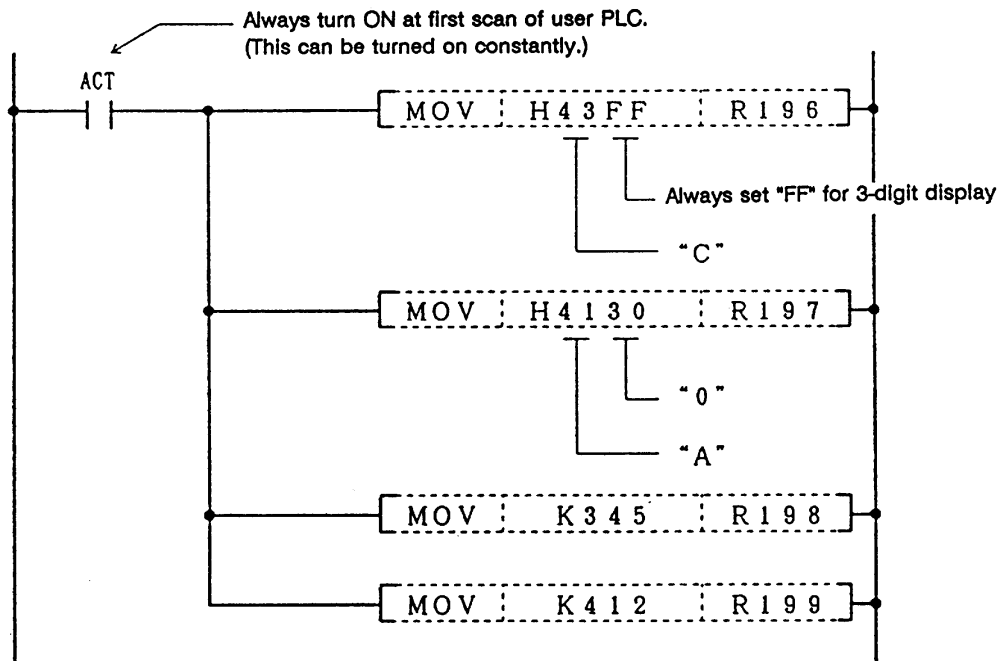 Always turn ON at first scan of user PLC.
(This can be turned on constantly.)
ACT
MOV H43FF R196
Always set "FF" for 3-digit display
"C"
MOV H4130 R197
"0"
"A"
MOV K345 R198
MOV K412 R199